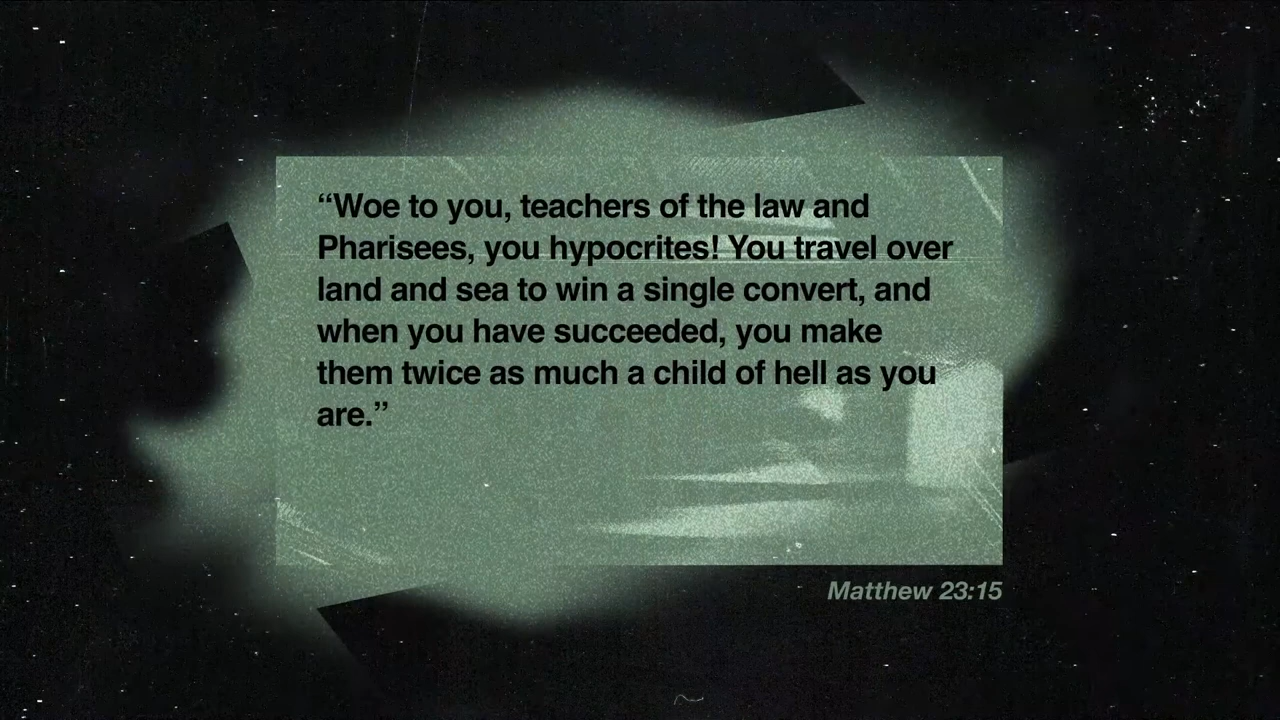 “Woe to you, teachers of the law and
Pharisees, you hypocrites! You travel over
land and sea to win a single convert, and
when you have succeeded, you make
them twice as much a child of hell as you
are.”
Matthew 23:15